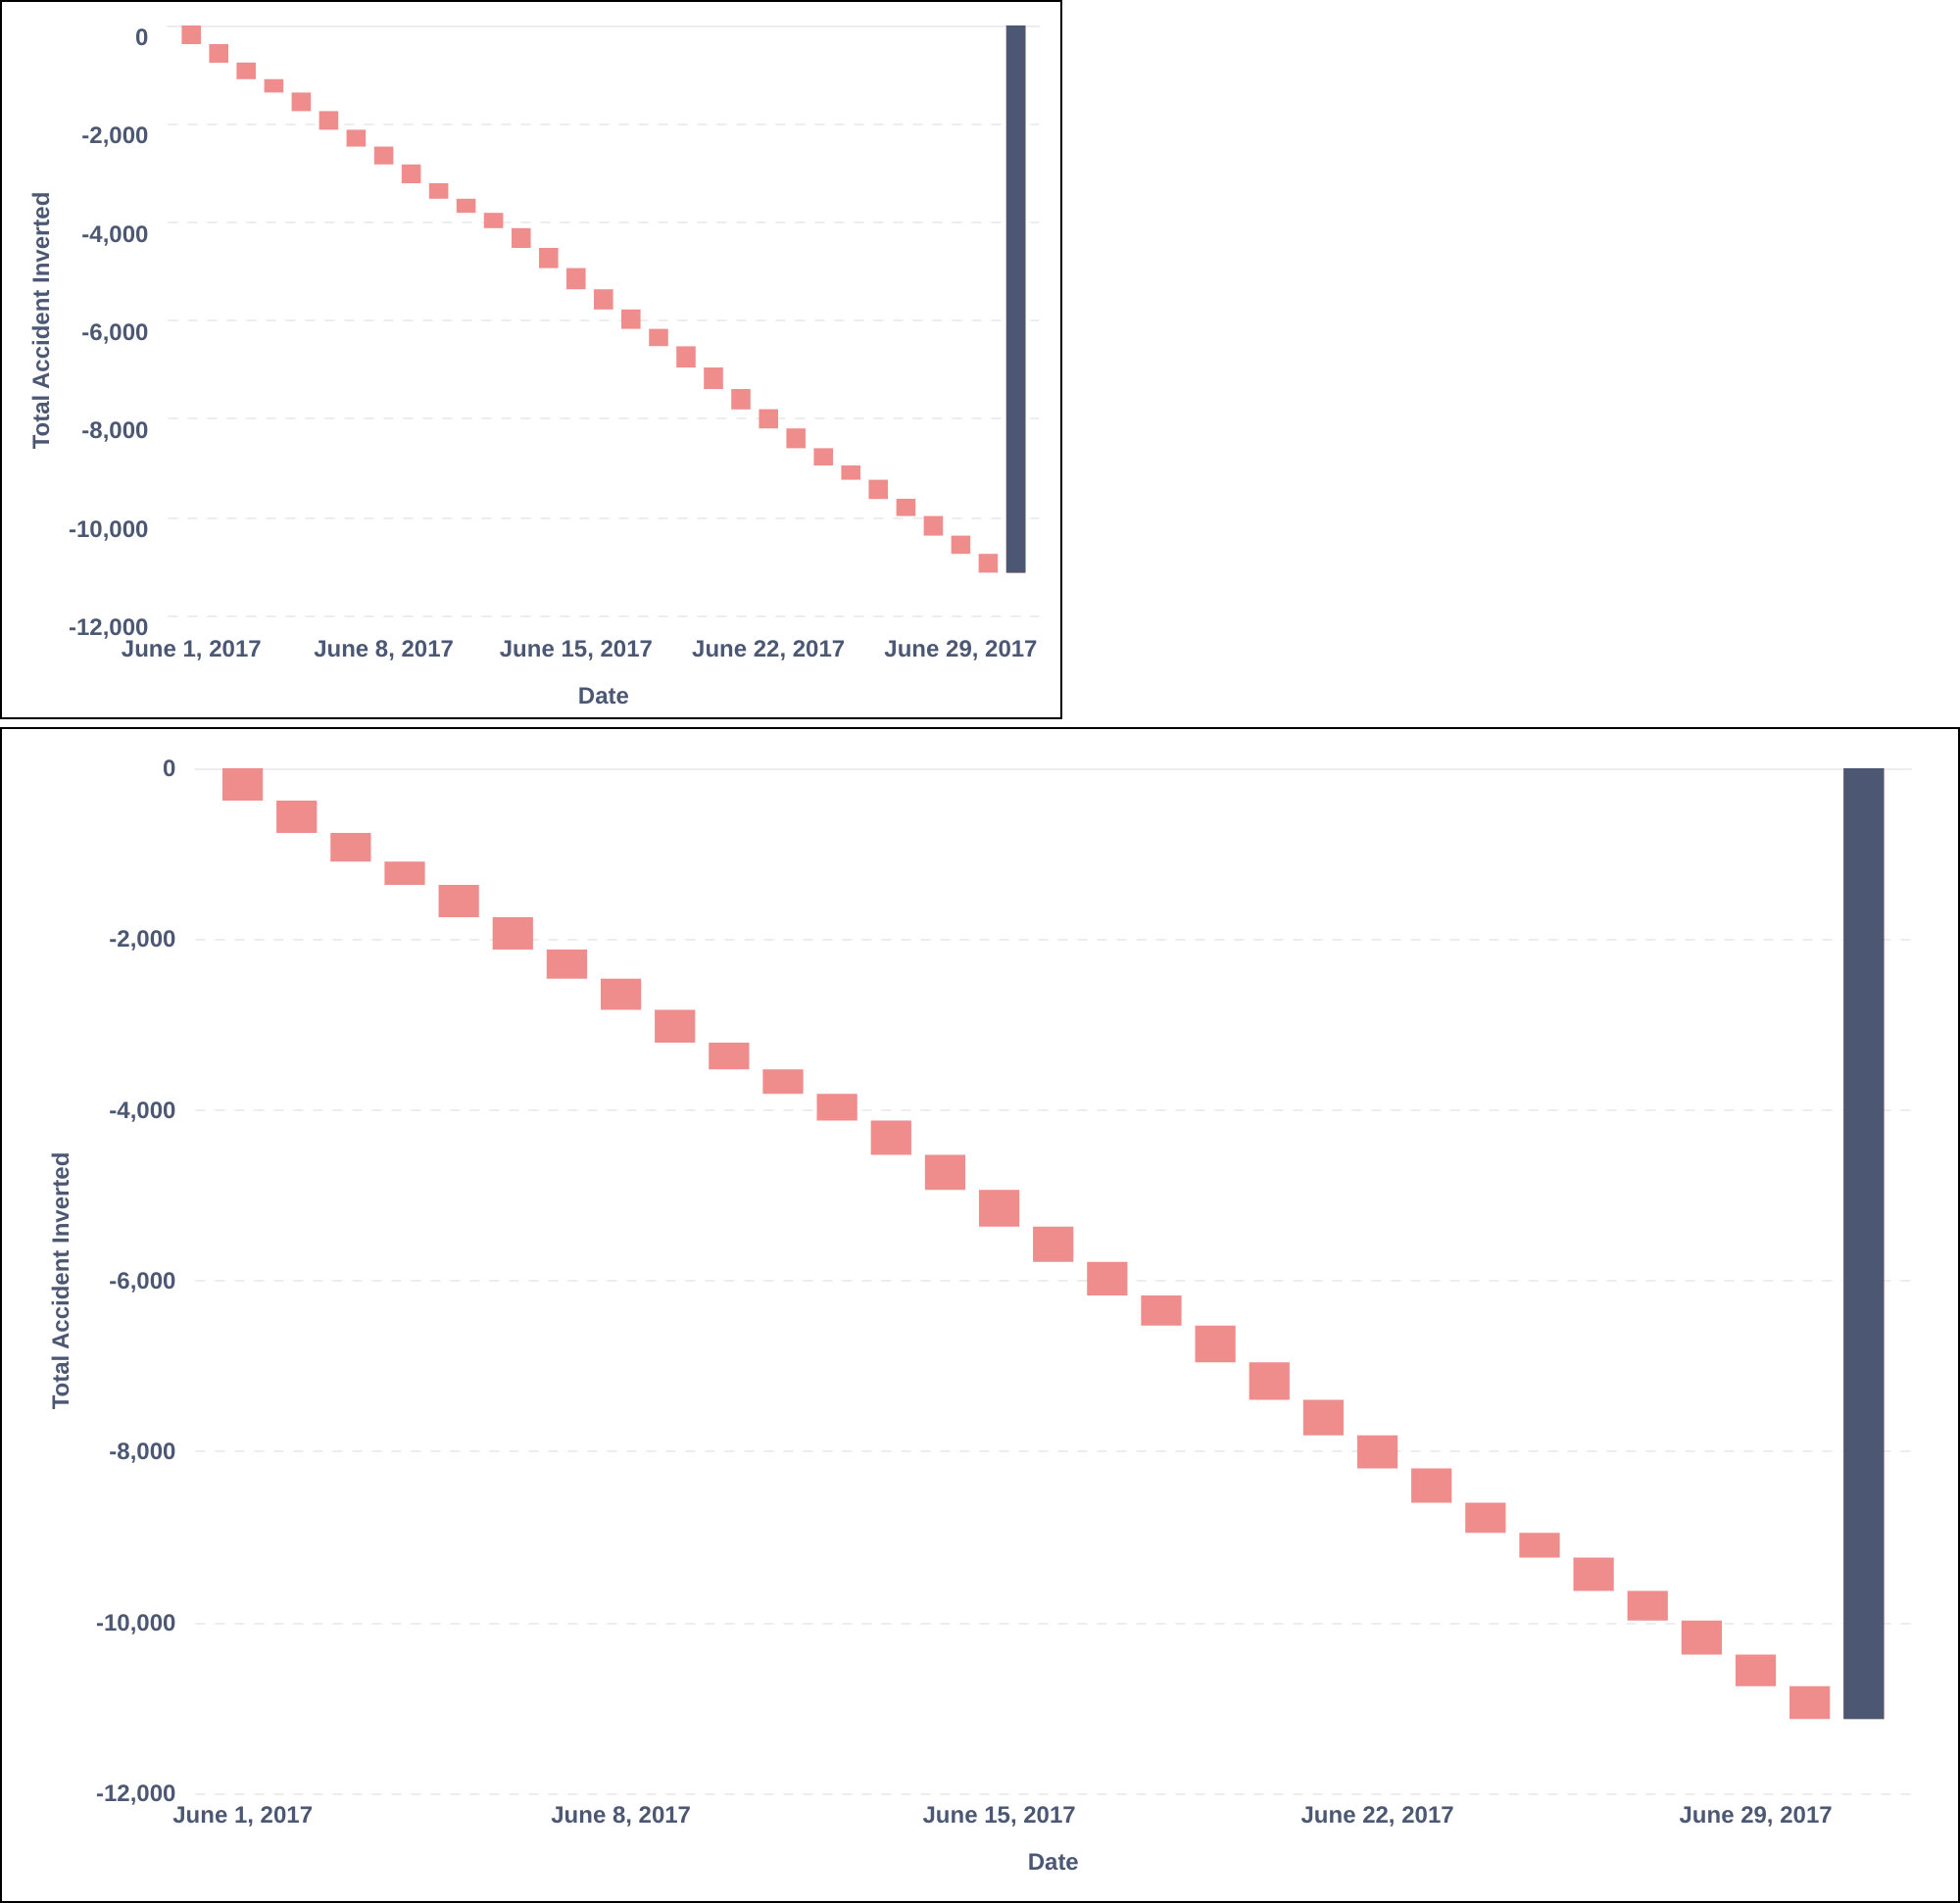 0
-2,000
-4,000
-6,000
-8,000
-10,000
-12,000
Total Accident Inverted
June 1, 2017 June 8, 2017 June 15, 2017 June 22, 2017 June 29, 2017
Date
0
-2,000
-4,000
-6,000
-8,000
-10,000
-12,000
Total Accident Inverted
June 1, 2017 June 8, 2017 June 15, 2017 June 22, 2017 June 29, 2017
Date